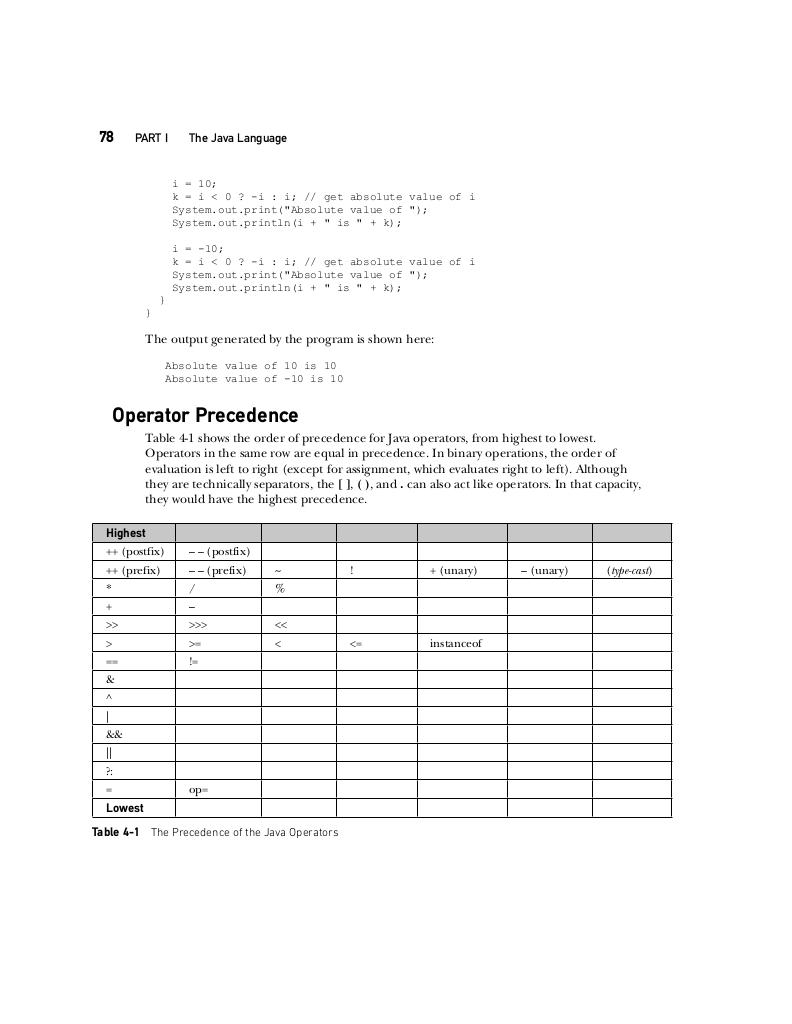 78 PART I The Java Language
i = 10;
k = i < 0 ? -i : i; // get absolute value of i
System.out.print("Absolute value of ");
System.out.println(i + " is " + k);
i = -10;
k = i < 0 ? -i : i; // get absolute value of i
System.out.print("Absolute value of ");
System.out.println(i + " is " + k);
}
}
The output generated by the program is shown here:
Absolute value of 10 is 10
Absolute value of -10 is 10
Operator Precedence
Table 4-1 shows the order of precedence for Java operators, from highest to lowest.
Operators in the same row are equal in precedence. In binary operations, the order of
evaluation is left to right (except for assignment, which evaluates right to left). Although
they are technically separators, the [ ], ( ), and . can also act like operators. In that capacity,
they would have the highest precedence.
Highest
++ (postfix) – – (postfix)
++ (prefix) – – (prefix) ~ ! + (unary) – (unary) (type-cast)
* / %
+ –
>> >>> <<
> >= < <= instanceof
== !=
&
^
|
&&
||
?:
= op=
Lowest
Table 4-1 The Precedence of the Java Operators